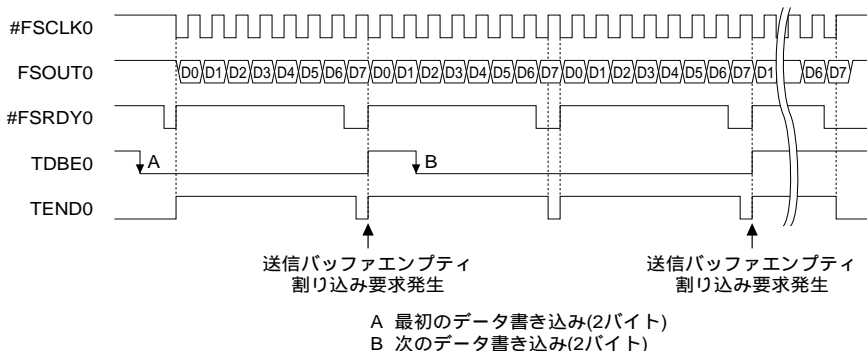 #FSCLK0
FSOUT0 D0 D1 D2 D3 D4 D5 D6 D7 D0 D1 D2 D3 D4 D5 D6 D7 D0 D1 D2 D3 D4 D5 D6 D7 D1 D6 D7
#FSRDY0
TDBE0 A B
TEND0
送信バッファエンプティ 送信バッファエンプティ
割り込み要求発生 割り込み要求発生
A 最初のデータ書き込み(2バイト)
B 次のデータ書き込み(2バイト)